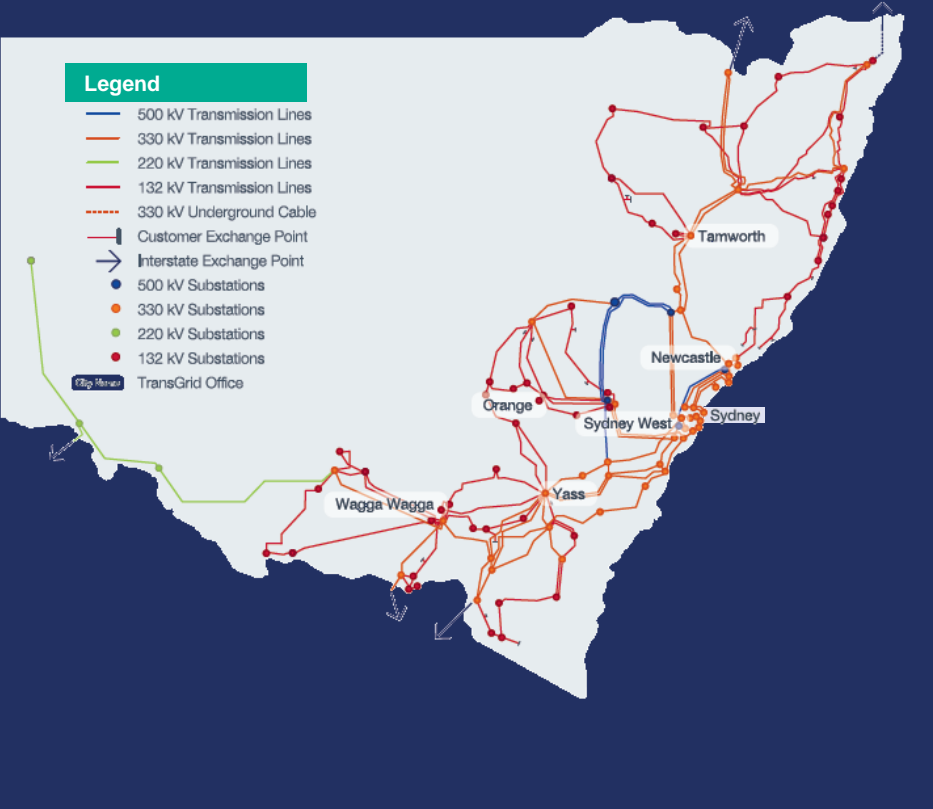 Legend
500 kV Transmission Lines
330 kV Transmission Lines
220 kV Transmission Lines
132 kV Transmission Lines
330 kV Underground Cable
Customer Exchange Point
Interstate Exchange Point
500 kV Substations
330 kV Substations
220 kV Substations
132 kV Substations
TransGrid Office
Tamworth
Newcastle
Orange
Sydney
Sydney West
Yass
Wagga Wagga